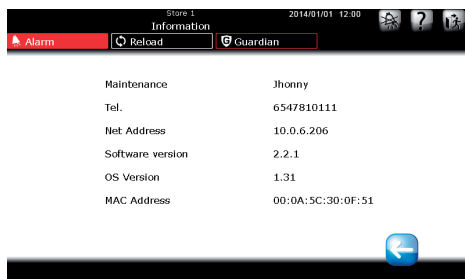 Store 1 2014/01/01 12:00
Information
?
Alarm Reload Guardian
Maintenance Jhonny
Tel. 6547810111
Net Address 10.0.6.206
Software version 2.2.1
OS Version 1.31
MAC Address 00:0A:5C:30:0F:51